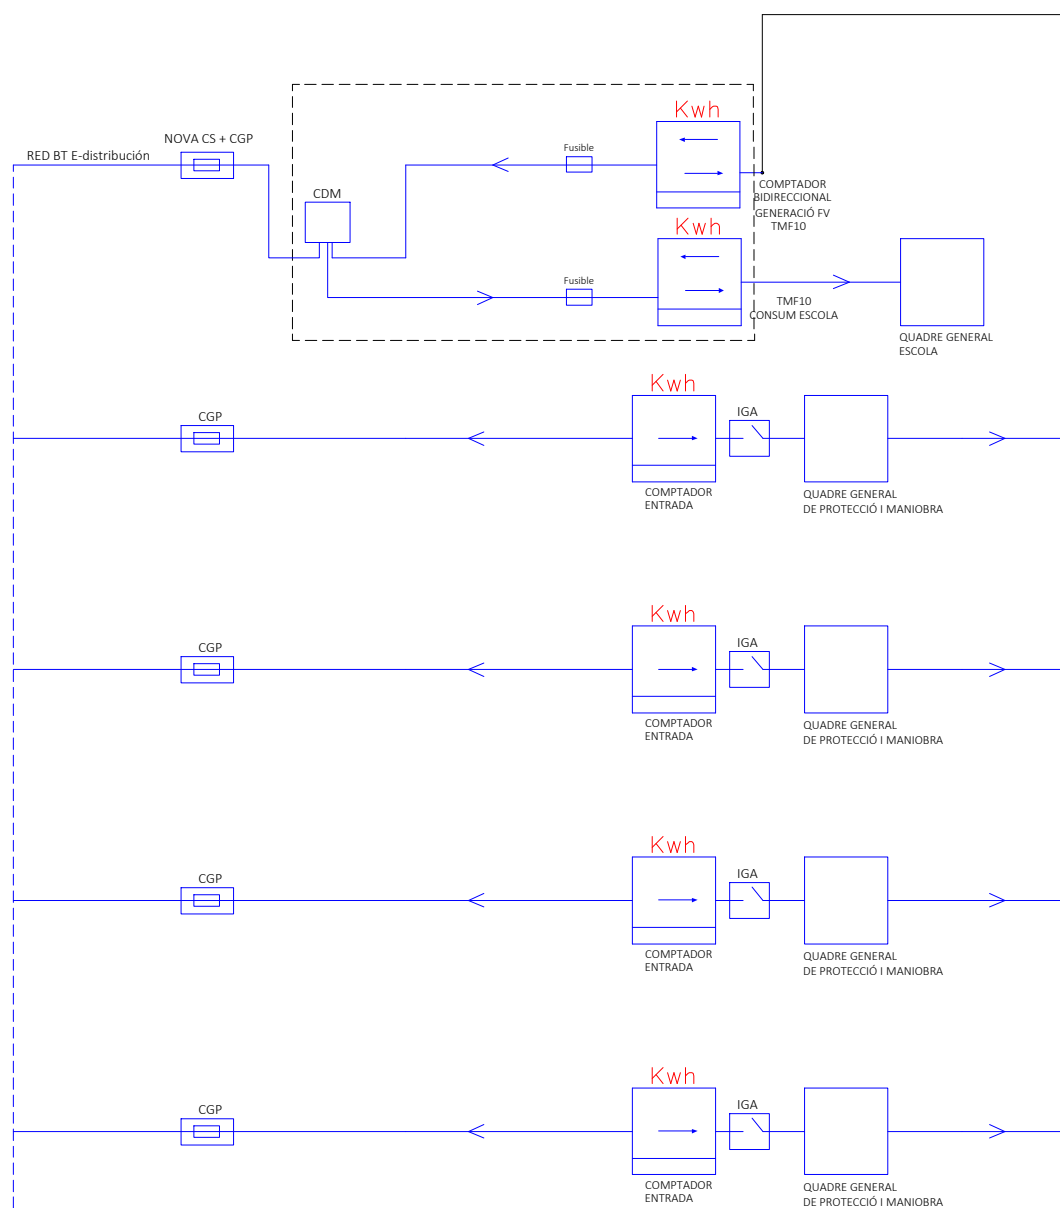 Kwh
NOVA CS + CGP
RED BT E-distribución
Fusible
CDM
COMPTADOR
BIDIRECCIONAL
GENERACIÓ FV
TMF10
Kwh
Fusible
TMF10
CONSUM ESCOLA
QUADRE GENERAL
ESCOLA
Kwh
CGP
IGA
COMPTADOR
ENTRADA
QUADRE GENERAL
DE PROTECCIÓ I MANIOBRA
Kwh
CGP
IGA
COMPTADOR
ENTRADA
QUADRE GENERAL
DE PROTECCIÓ I MANIOBRA
Kwh
CGP
IGA
COMPTADOR
ENTRADA
QUADRE GENERAL
DE PROTECCIÓ I MANIOBRA
Kwh
CGP
IGA
COMPTADOR
ENTRADA
QUADRE GENERAL
DE PROTECCIÓ I MANIOBRA